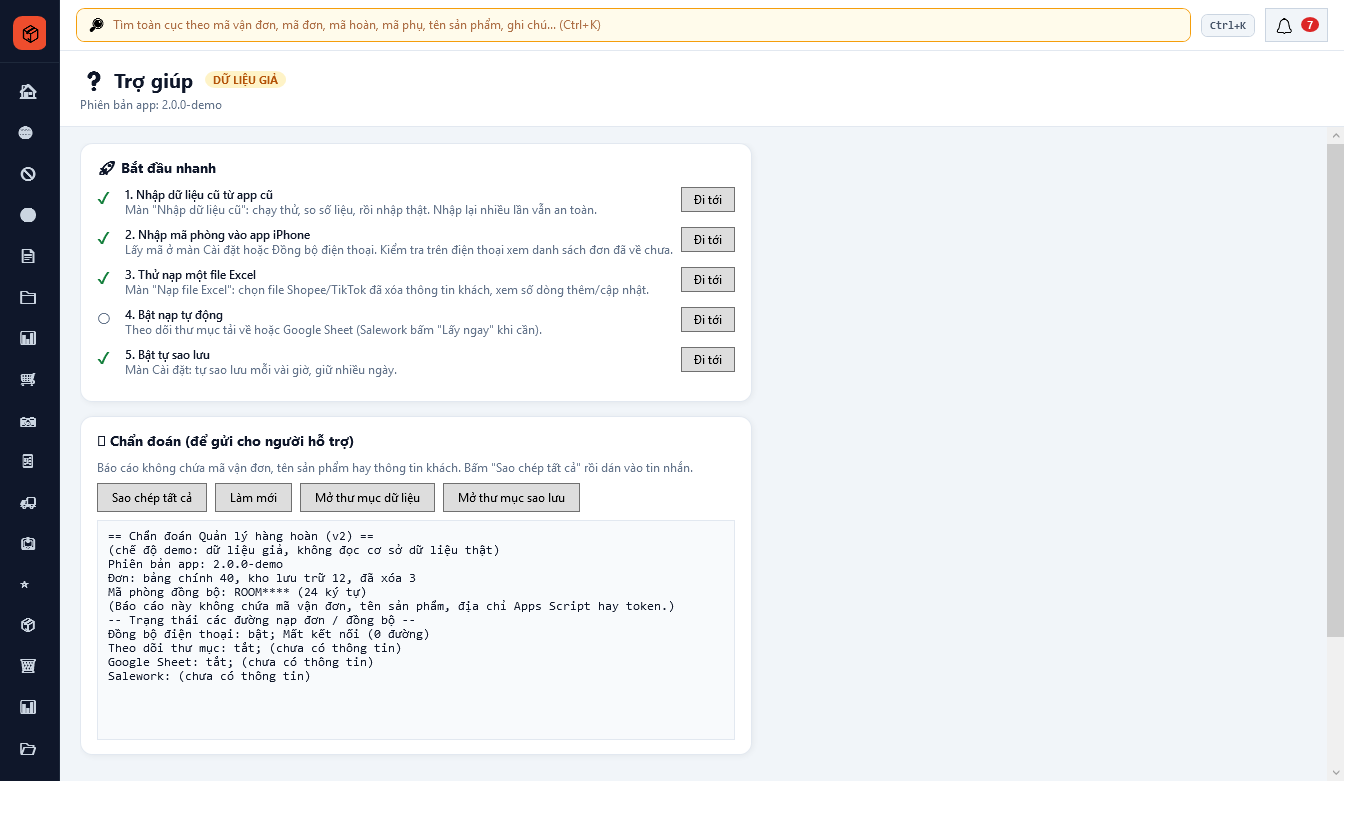 Tìm toàn cục theo mã vận đơn, mã đơn, mã hoàn, mã phụ, tên sản phẩm, ghi chú... (Ctrl+K)
Ctrl+K
7
Trợ giúp
DỮ LIỆU GIẢ
Phiên bản app: 2.0.0-demo
Bắt đầu nhanh
1. Nhập dữ liệu cũ từ app cũ
Màn "Nhập dữ liệu cũ": chạy thử, so số liệu, rồi nhập thật. Nhập lại nhiều lần vẫn an toàn.
Đi tới
2. Nhập mã phòng vào app iPhone
Lấy mã ở màn Cài đặt hoặc Đồng bộ điện thoại. Kiểm tra trên điện thoại xem danh sách đơn đã về chưa.
Đi tới
3. Thử nạp một file Excel
Màn "Nạp file Excel": chọn file Shopee/TikTok đã xóa thông tin khách, xem số dòng thêm/cập nhật.
Đi tới
4. Bật nạp tự động
Theo dõi thư mục tải về hoặc Google Sheet (Salework bấm "Lấy ngay" khi cần).
Đi tới
5. Bật tự sao lưu
Màn Cài đặt: tự sao lưu mỗi vài giờ, giữ nhiều ngày.
Đi tới
Chẩn đoán (để gửi cho người hỗ trợ)
Báo cáo không chứa mã vận đơn, tên sản phẩm hay thông tin khách. Bấm "Sao chép tất cả" rồi dán vào tin nhắn.
Sao chép tất cả
Làm mới
Mở thư mục dữ liệu
Mở thư mục sao lưu
== Chẩn đoán Quản lý hàng hoàn (v2) ==
(chế độ demo: dữ liệu giả, không đọc cơ sở dữ liệu thật)
Phiên bản app: 2.0.0-demo
Đơn: bảng chính 40, kho lưu trữ 12, đã xóa 3
Mã phòng đồng bộ: ROOM**** (24 ký tự)
(Báo cáo này không chứa mã vận đơn, tên sản phẩm, địa chỉ Apps Script hay token.)
-- Trạng thái các đường nạp đơn / đồng bộ --
Đồng bộ điện thoại: bật; Mất kết nối (0 đường)
Theo dõi thư mục: tắt; (chưa có thông tin)
Google Sheet: tắt; (chưa có thông tin)
Salework: (chưa có thông tin)